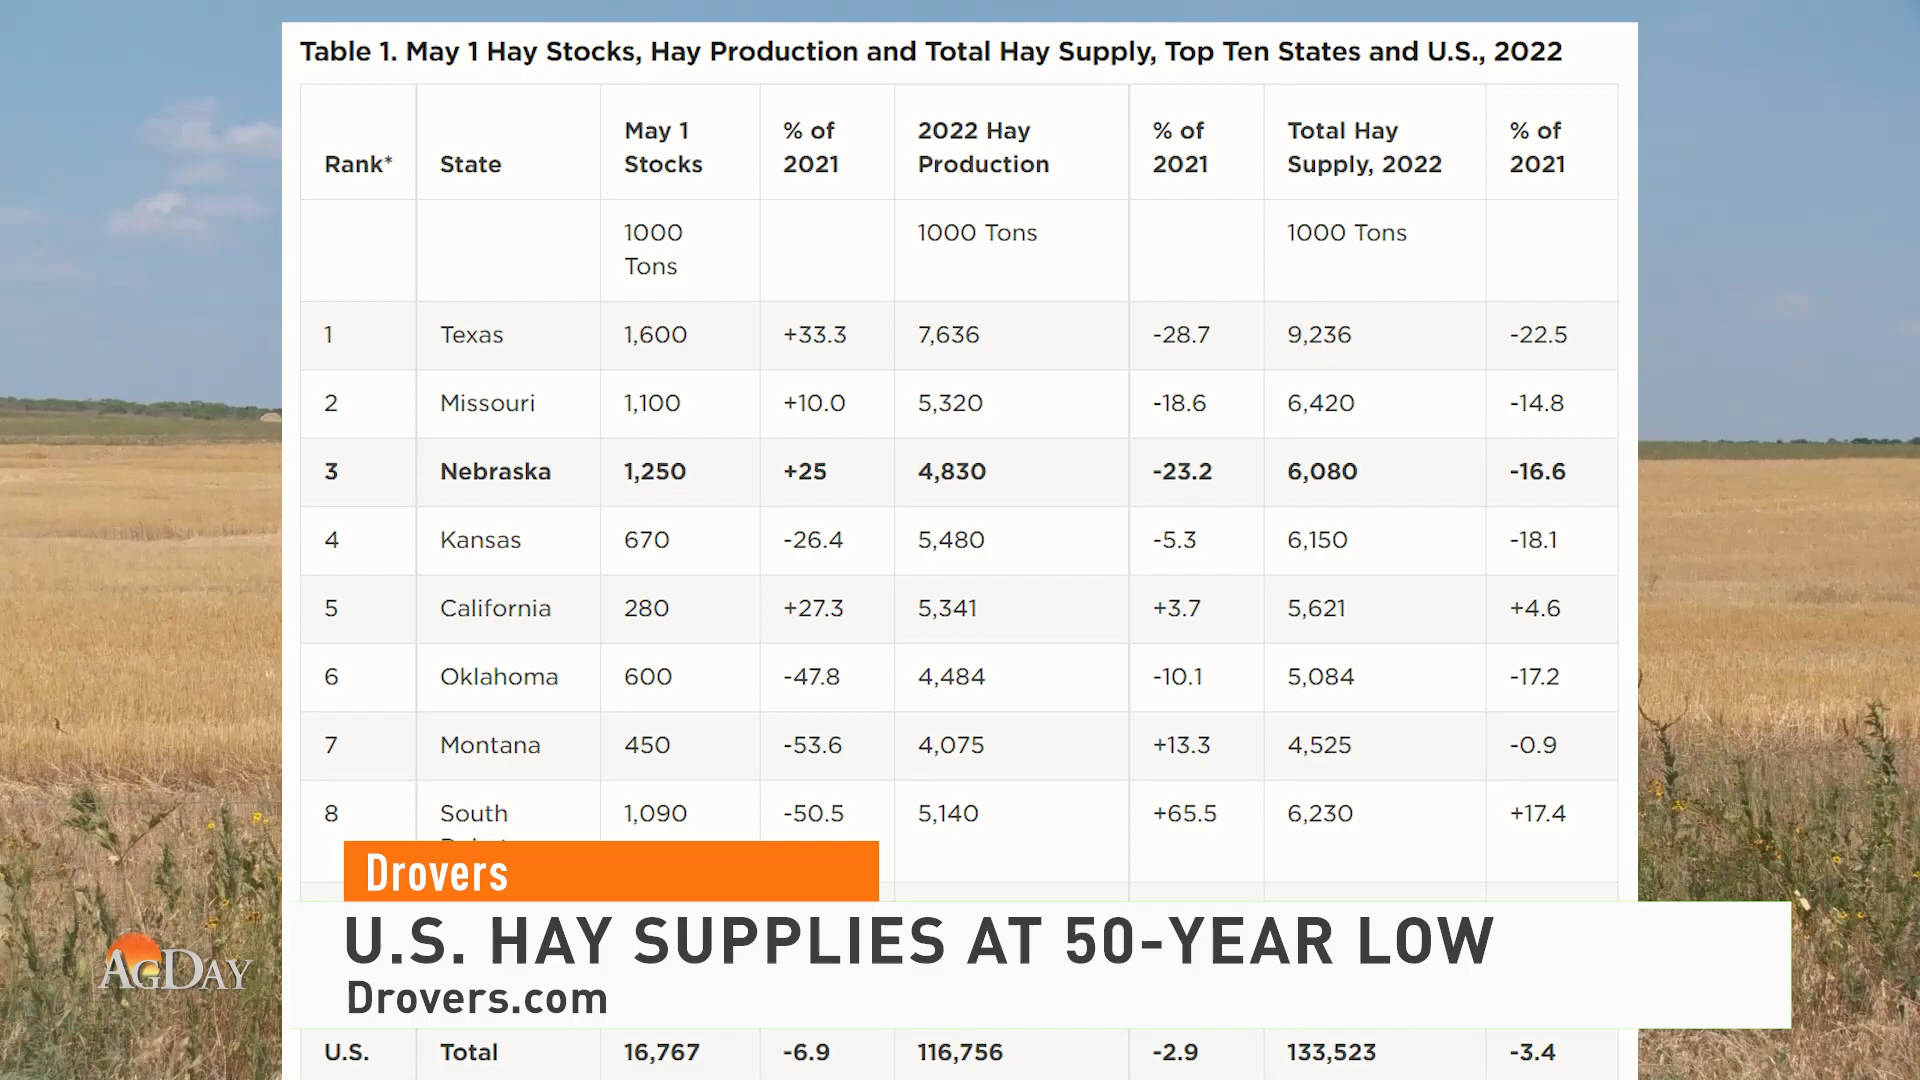 Table 1. May 1 Hay Stocks, Hay Production and Total Hay Supply, Top Ten States and U.S., 2022
Rank* State May 1 Stocks % of 2021 2022 Hay Production % of 2021 Total Hay Supply, 2022 % of 2021
1000 Tons 1000 Tons 1000 Tons
1 Texas 1,600 +33.3 7,636 -28.7 9,236 -22.5
2 Missouri 1,100 +10.0 5,320 -18.6 6,420 -14.8
3 Nebraska 1,250 +25 4,830 -23.2 6,080 -16.6
4 Kansas 670 -26.4 5,480 -5.3 6,150 -18.1
5 California 280 +27.3 5,341 +3.7 5,621 +4.6
6 Oklahoma 600 -47.8 4,484 -10.1 5,084 -17.2
7 Montana 450 -53.6 4,075 +13.3 4,525 -0.9
8 South 1,090 -50.5 5,140 +65.5 6,230 +17.4
Drovers
U.S. HAY SUPPLIES AT 50-YEAR LOW
Drovers.com
AGDAY
U.S. Total 16,767 -6.9 116,756 -2.9 133,523 -3.4